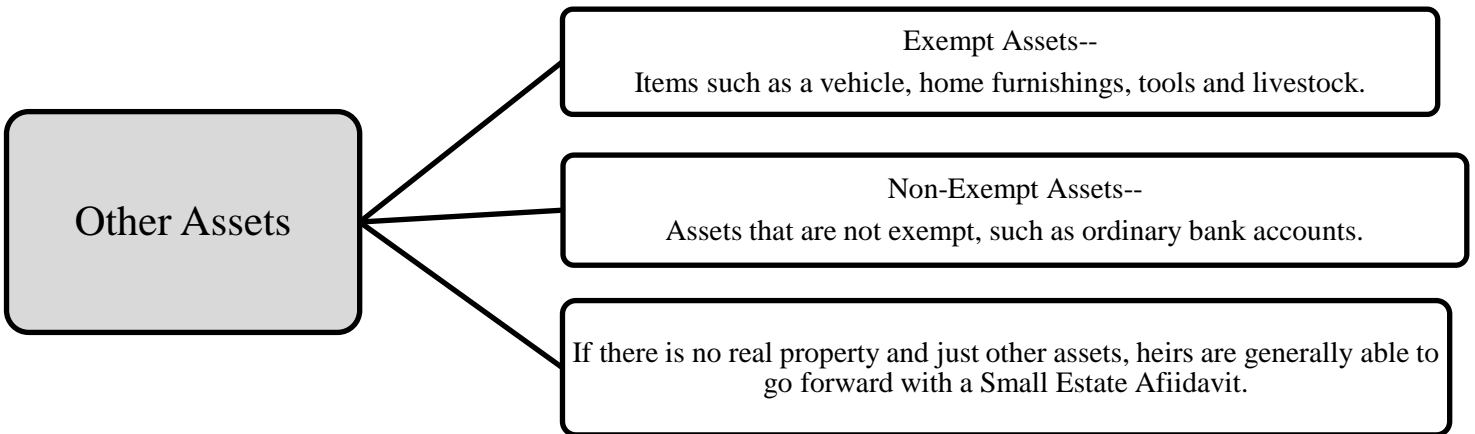 Other Assets
Exempt Assets--
Items such as a vehicle, home furnishings, tools and livestock.
Non-Exempt Assets--
Assets that are not exempt, such as ordinary bank accounts.
If there is no real property and just other assets, heirs are generally able to
go forward with a Small Estate Afiidavit.